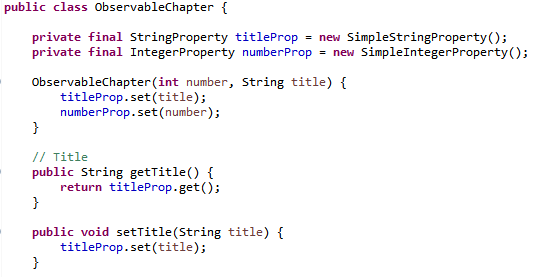 public class ObservableChapter {
private final StringProperty titleProp = new SimpleStringProperty();
private final IntegerProperty numberProp = new SimpleIntegerProperty();
ObservableChapter(int number, String title) {
titleProp.set(title);
numberProp.set(number);
}
// Title
public String getTitle() {
return titleProp.get();
}
public void setTitle(String title) {
titleProp.set(title);
}